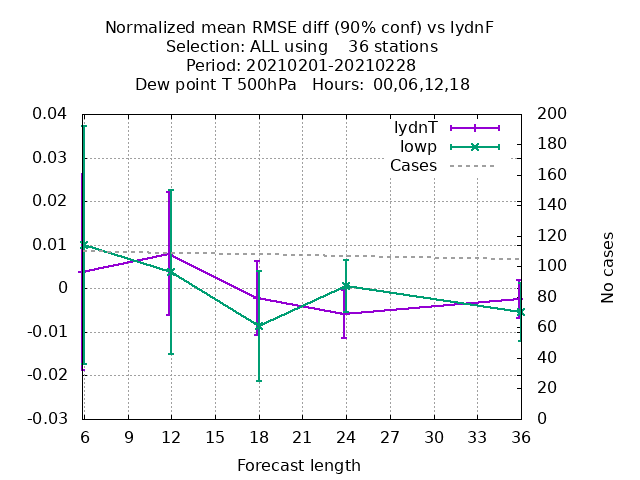 Normalized mean RMSE diff (90% conf) vs lydnF
Selection: ALL using    36 stations
Period: 20210201-20210228
Dew point T 500hPa   Hours: 00,06,12,18
lydnT
lowp
Cases
0.04
0.03
0.02
0.01
0
-0.01
-0.02
-0.03
200
180
160
140
120
100
80
60
40
20
0
No cases
6 9 12 15 18 21 24 27 30 33 36
Forecast length